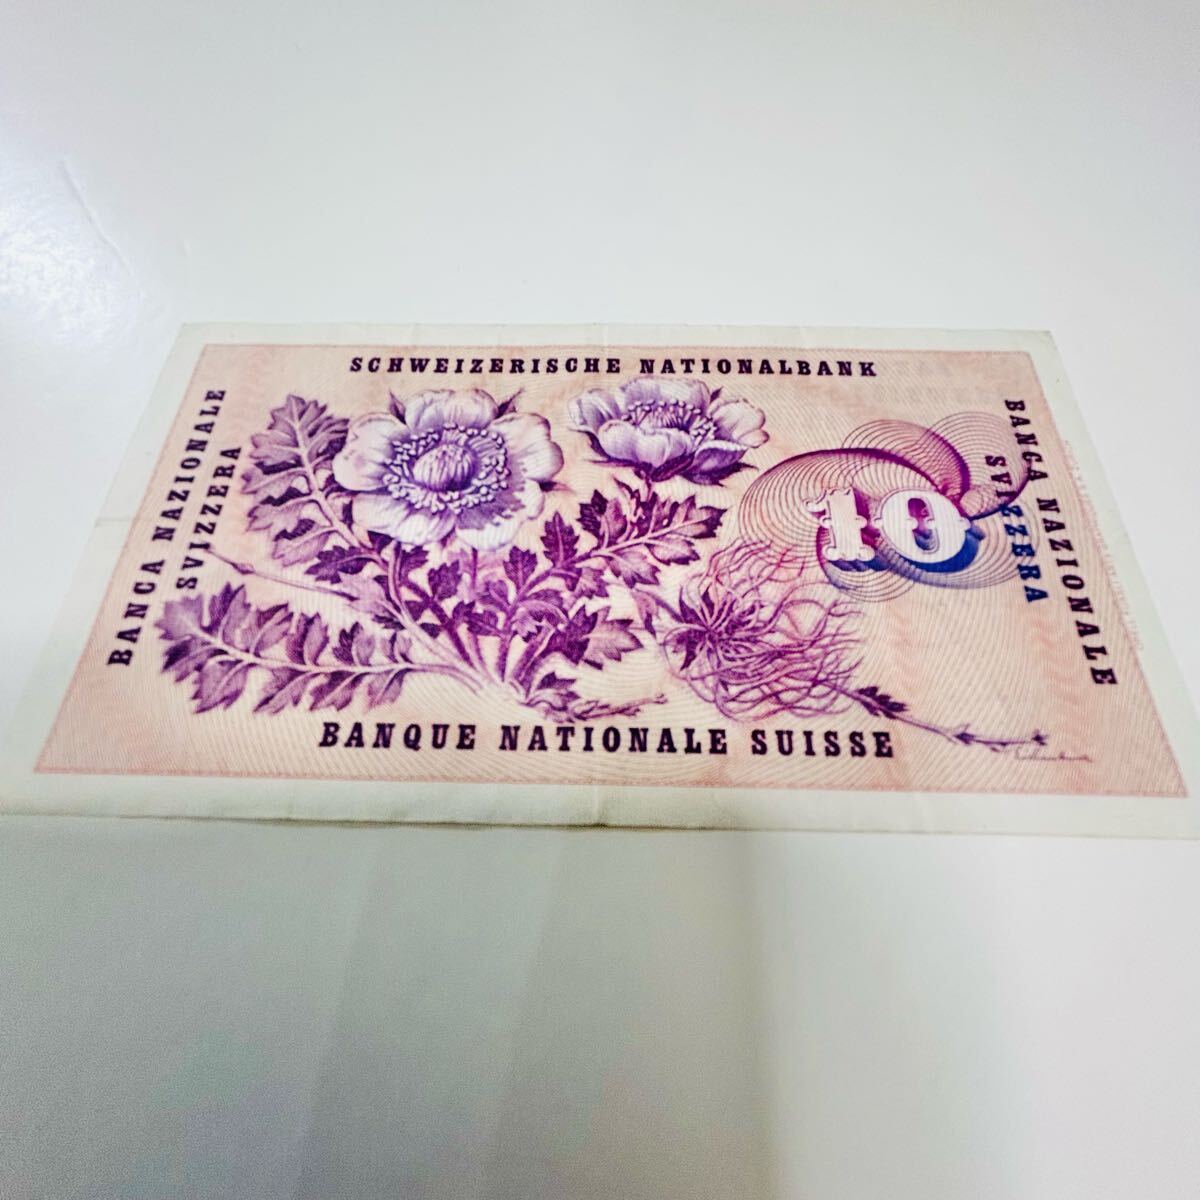 SCHWEIZERISCHE NATIONALBANK
BANCA NAZIONALE
SVIZZERA
10
BANCA NAZIONALE
SVIZZERA
BANQUE NATIONALE SUISSE